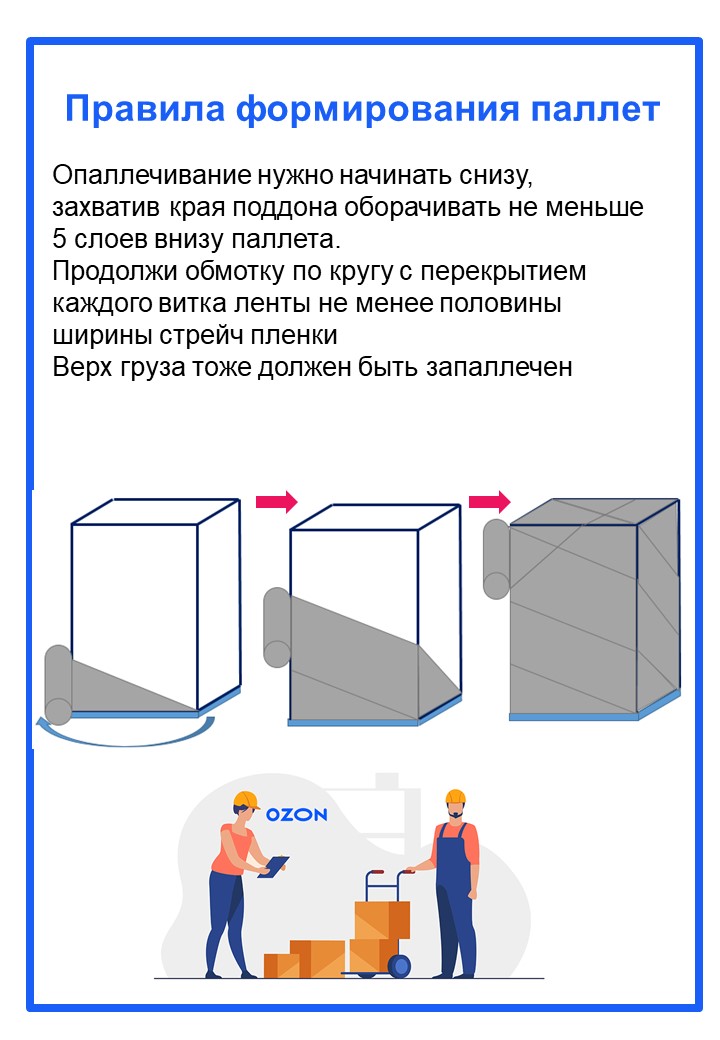 Правила формирования паллет
Опаллечивание нужно начинать снизу,
захватив края поддона оборачивать не меньше
5 слоев внизу паллета.
Продолжи обмотку по кругу с перекрытием
каждого витка ленты не менее половины
ширины стрейч пленки
Верх груза тоже должен быть запаллечен
OZON